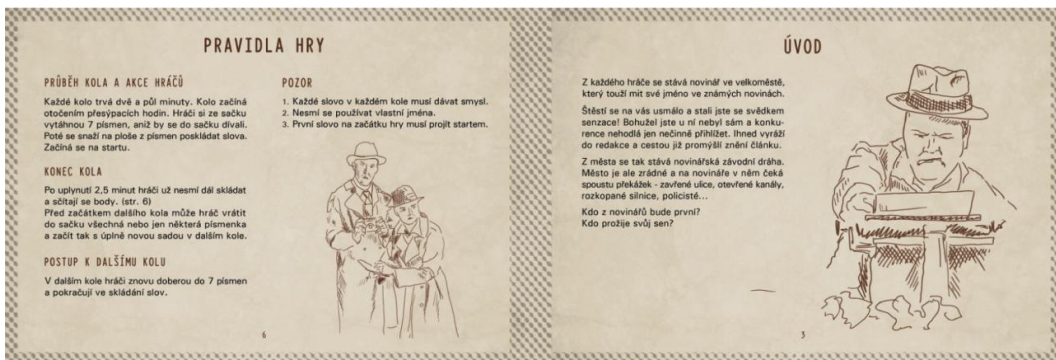 PRAVIDLA HRY
PRŮBĚH KOLA A AKCE HRÁČŮ
Každé kolo trvá dvě a půl minuty. Kolo začíná
otočením přesýpacích hodin. Hráči si ze sačku
vytáhnou 7 písmen, aniž by se do sačku dívali.
Poté se snaží na ploše z písmen poskládat slova.
Začíná se na startu.
KONEC KOLA
Po uplynutí 2,5 minut hráči už nesmí dál skládat
a sčítají se body. (str. 6)
Před začátkem dalšího kola může hráč vrátit
do sačku všechná nebo jen některá písmenka
a začít tak s úplně novou sadou v dalším kole.
POSTUP K DALŠÍMU KOLU
V dalším kole hráči znovu doberou do 7 písmen
a pokračují ve skládání slov.
POZOR
1. Každé slovo v každém kole musí dávat smysl.
2. Nesmí se používat vlastní jména.
3. První slovo na začátku hry musí projít startem.
6
ÚVOD
Z každého hráče se stává novinář ve velkoměstě,
který touží mit své jméno ve známých novinách.
Štěstí se na vás usmálo a stali jste se svědkem
senzace! Bohužel jste u ní nebyl sám a konku-
rence nehodlá jen nečinně přihlížet. Ihned vyráží
do redakce a cestou již promýšlí znění článku.
Z města se tak stává novinářská závodní dráha.
Město je ale zrádné a na novináře v něm čeká
spoustu překážek - zavřené ulice, otevřené kanály,
rozkopané silnice, policisté...
Kdo z novinářů bude první?
Kdo prožije svůj sen?
3